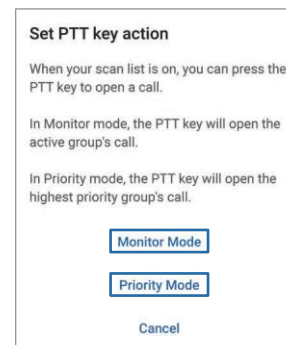 Set PTT key action
When your scan list is on, you can press the
PTT key to open a call.
In Monitor mode, the PTT key will open the
active group's call.
In Priority mode, the PTT key will open the
highest priority group's call.
Monitor Mode
Priority Mode
Cancel